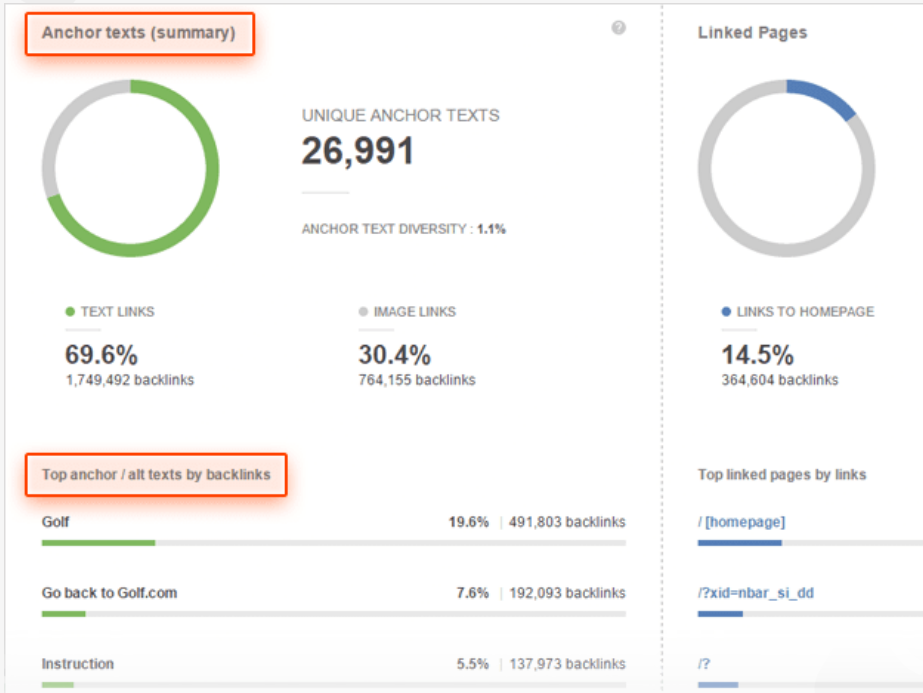 Anchor texts (summary)
?
UNIQUE ANCHOR TEXTS
26,991
ANCHOR TEXT DIVERSITY : 1.1%
TEXT LINKS
69.6%
1,749,492 backlinks
IMAGE LINKS
30.4%
764,155 backlinks
Top anchor / alt texts by backlinks
Golf 19.6% | 491,803 backlinks
Go back to Golf.com 7.6% | 192,093 backlinks
Instruction 5.5% | 137,973 backlinks
Linked Pages
LINKS TO HOMEPAGE
14.5%
364,604 backlinks
Top linked pages by links
/ [homepage]
/?xid=nbar_si_dd
/?